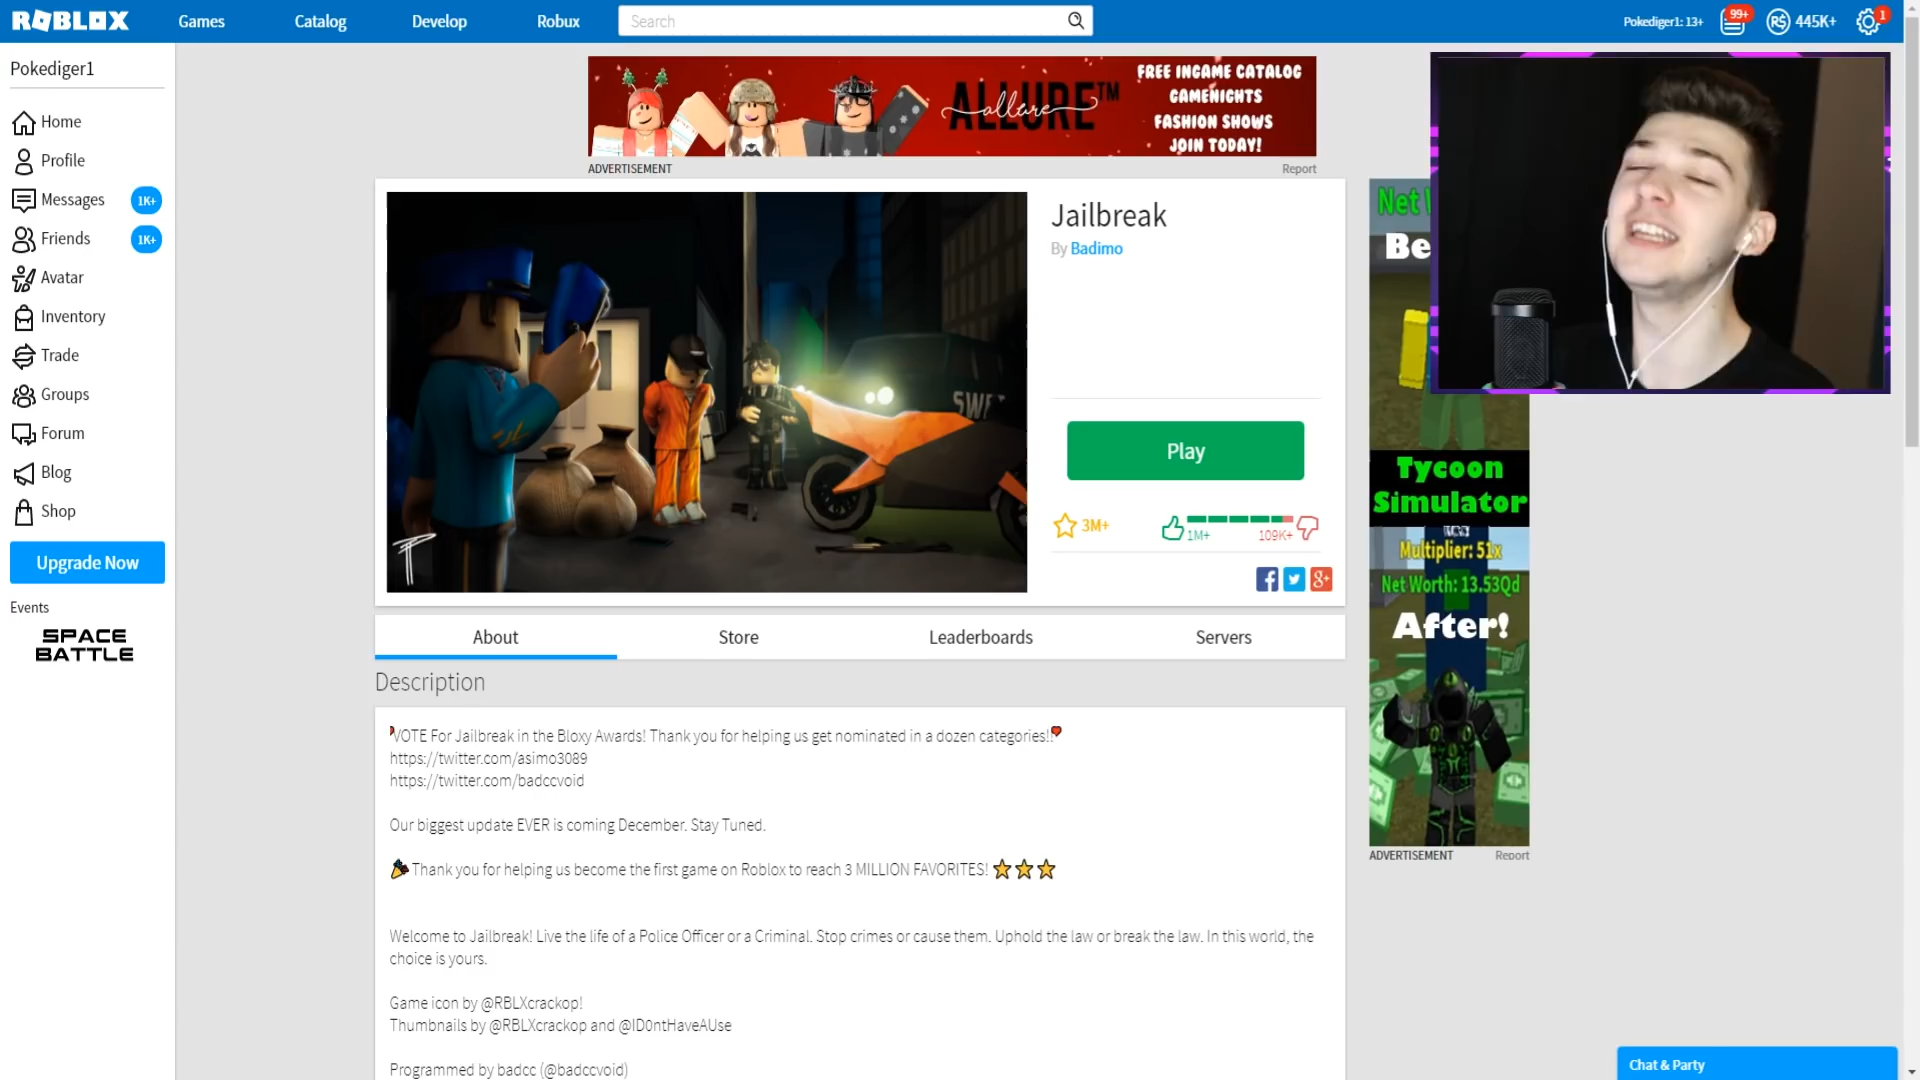 ROBLOX
Games
Catalog
Develop
Robux
Search
Pokediger1: 13+
99+
445K+
1
Pokediger1
Home
Profile
Messages 1K+
Friends 1K+
Avatar
Inventory
Trade
Groups
Forum
Blog
Shop
Upgrade Now
Events
SPACE
BATTLE
ALLURE™
allure
FREE INGAME CATALOG
GAMENIGHTS
FASHION SHOWS
JOIN TODAY!
ADVERTISEMENT
Report
SWAT
Jailbreak
By Badimo
Play
3M+
1M+
109K+
About
Store
Leaderboards
Servers
Description
VOTE For Jailbreak in the Bloxy Awards! Thank you for helping us get nominated in a dozen categories!!
https://twitter.com/asimo3089
https://twitter.com/badccvoid
Our biggest update EVER is coming December. Stay Tuned.
Thank you for helping us become the first game on Roblox to reach 3 MILLION FAVORITES!
Welcome to Jailbreak! Live the life of a Police Officer or a Criminal. Stop crimes or cause them. Uphold the law or break the law. In this world, the
choice is yours.
Game icon by @RBLXcrackop!
Thumbnails by @RBLXcrackop and @ID0ntHaveAUse
Programmed by badcc (@badccvoid)
Net
Be
Tycoon
Simulator
Multiplier: 51x
Net Worth: 13.53Qd
After!
ADVERTISEMENT
Report
Chat & Party